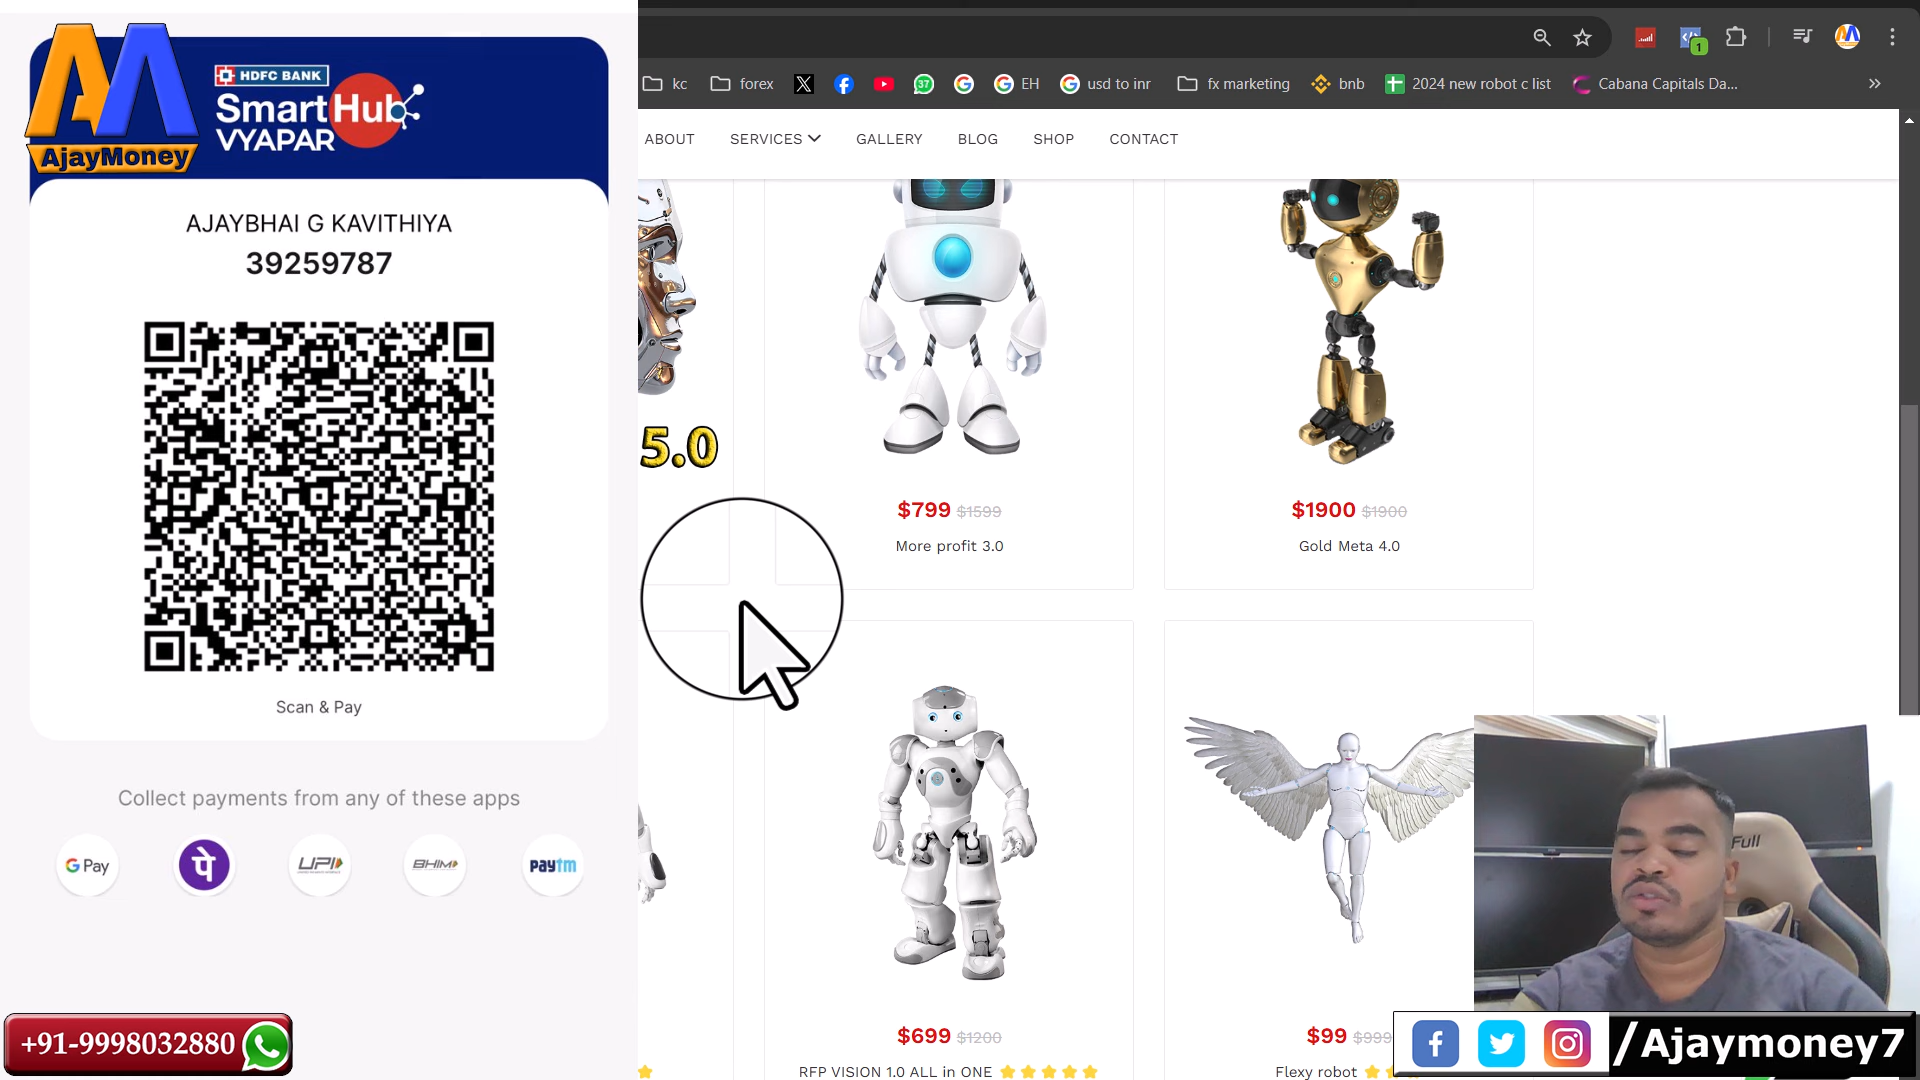 AjayMoney
HDFC BANK
SmartHub
VYAPAR
AJAYBHAI G KAVITHIYA
39259787
Scan & Pay
Collect payments from any of these apps
G Pay
पे
UPI
BHIM
paytm
+91-9998032880
1
kc
forex
37
EH
usd to inr
fx marketing
bnb
2024 new robot c list
Cabana Capitals Da...
ABOUT
SERVICES
GALLERY
BLOG
SHOP
CONTACT
5.0
$799 $1599
More profit 3.0
$1900 $1900
Gold Meta 4.0
$699 $1200
RFP VISION 1.0 ALL in ONE
$99 $999
Flexy robot
Full
/Ajaymoney7